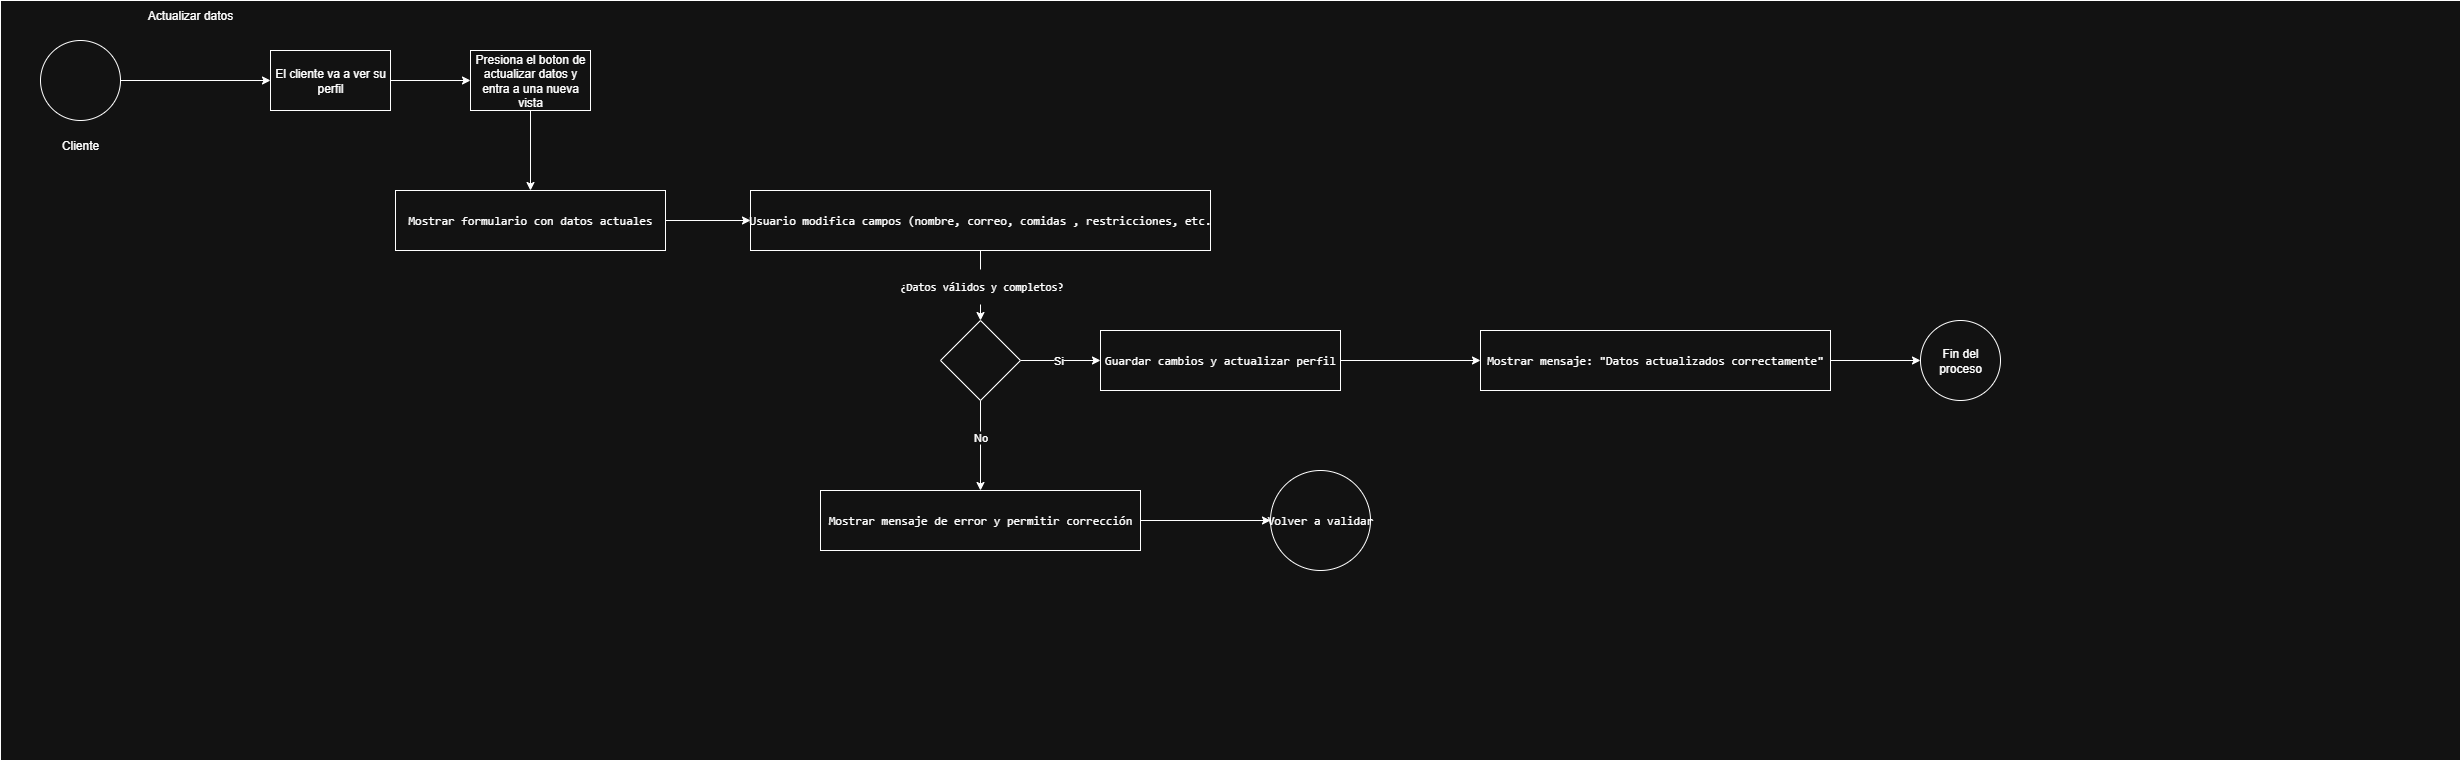 Actualizar datos
El cliente va a ver su
perfil
Presiona el boton de
actualizar datos y
entra a una nueva
vista
Cliente
Mostrar formulario con datos actuales
Usuario modifica campos (nombre, correo, comidas , restricciones, etc.
¿Datos válidos y completos?
Si
Guardar cambios y actualizar perfil
Mostrar mensaje: "Datos actualizados correctamente"
Fin del
proceso
No
Mostrar mensaje de error y permitir corrección
Volver a validar